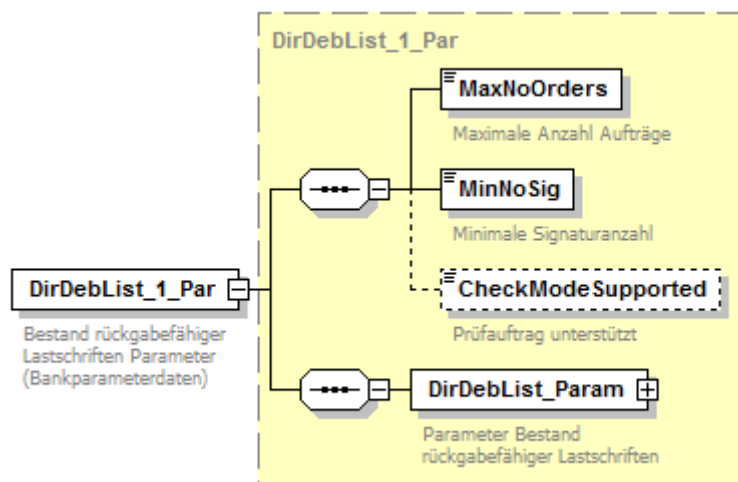 DirDebList_1_Par
MaxNoOrders
Maximale Anzahl Aufträge
MinNoSig
Minimale Signaturanzahl
DirDebList_1_Par
Bestand rückgabefähiger
Lastschriften Parameter
(Bankparameterdaten)
CheckModeSupported
Prüfauftrag unterstützt
DirDebList_Param
Parameter Bestand
rückgabefähiger Lastschriften